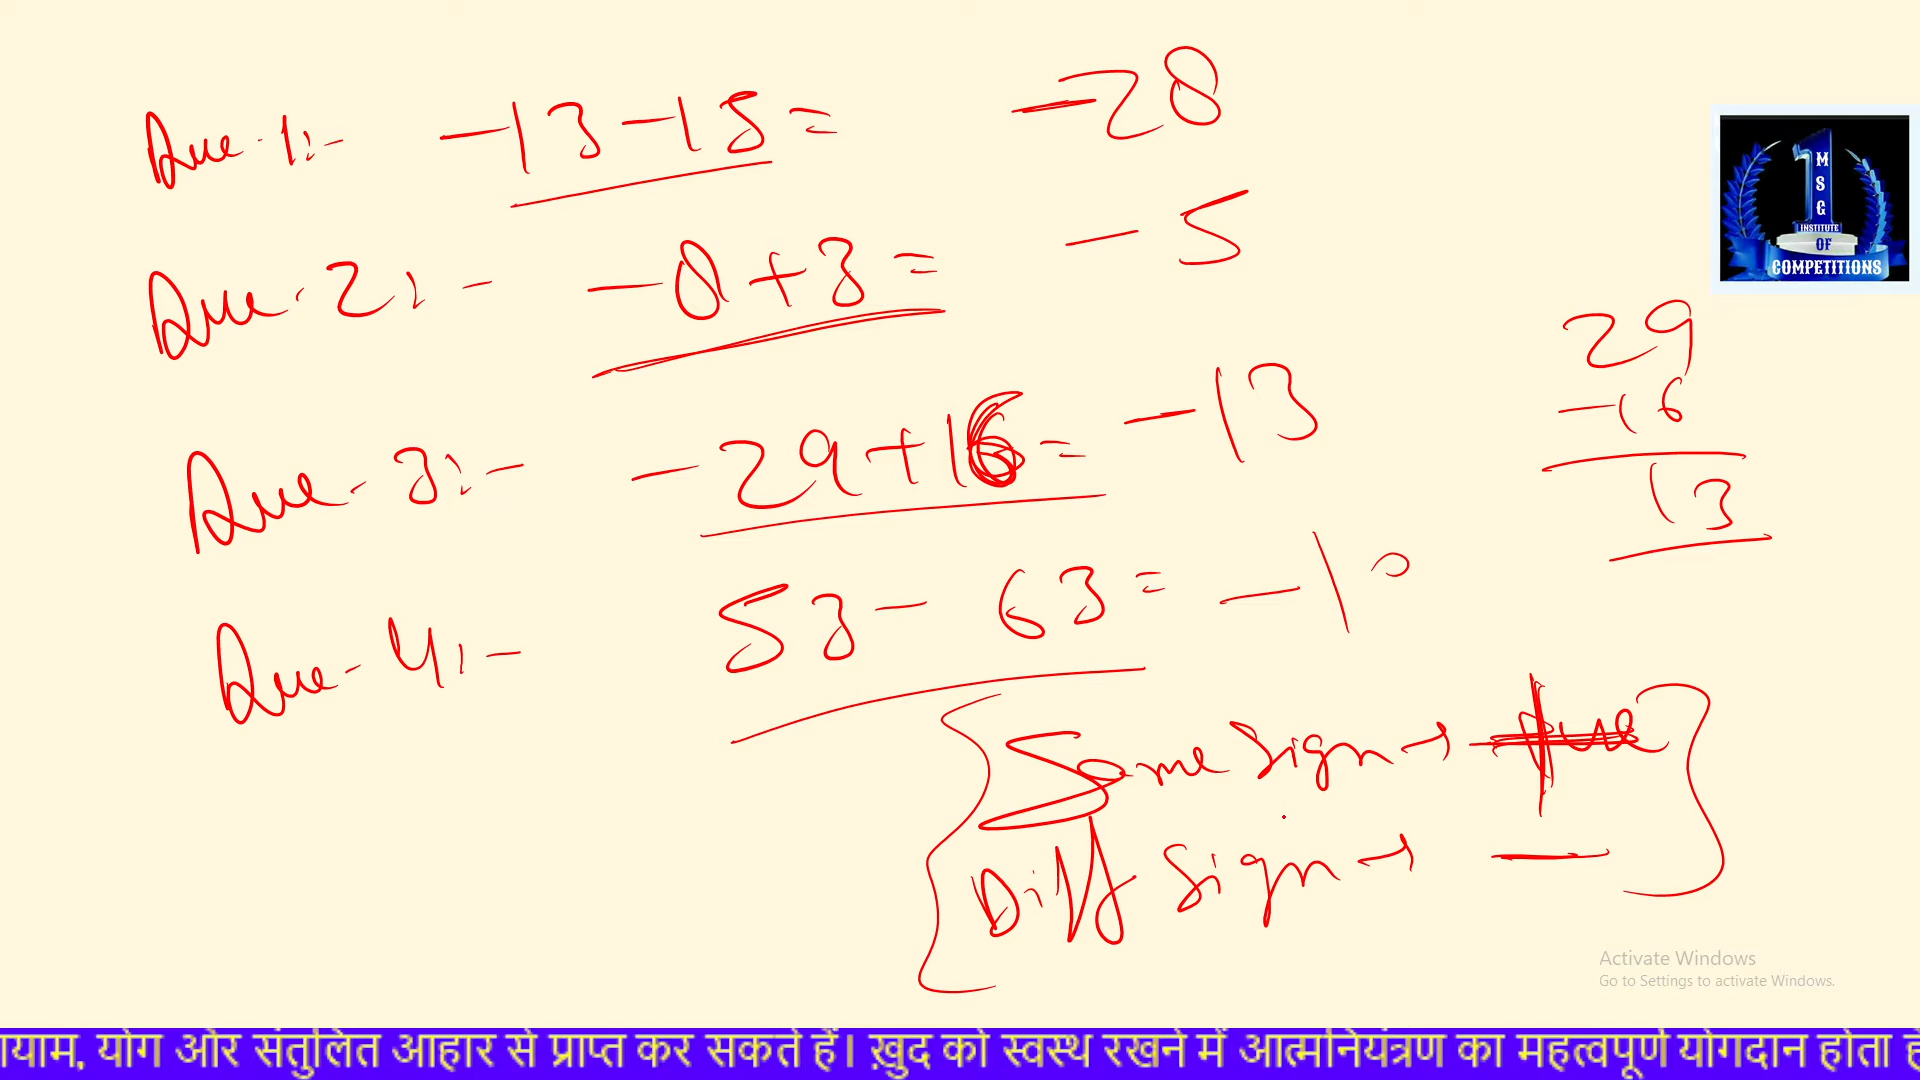 Que-1:- -13-15= -28
Que-2:- -8+3= -5
Que-3:- -29+16= -13
29
-16
13
Que-4:- 53- 63= -10
Same Sign→ +
Diff Sign→ —
1
MSG
INSTITUTE
OF
COMPETITIONS
Activate Windows
Go to Settings to activate Windows.
योग और संतुलित आहार से प्राप्त कर सकते हैं। ख़ुद को स्वस्थ रखने में आत्मनियंत्रण का महत्वपूर्ण योगदान होता